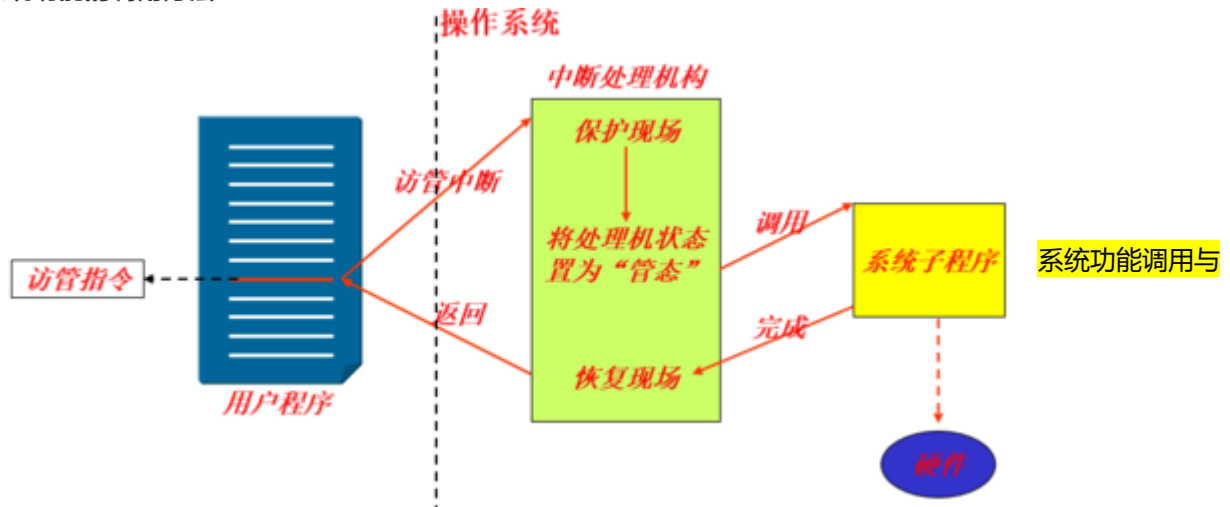 操作系统
中断处理机构
保护现场
访管中断
将处理机状态
置为“管态”
调用
系统子程序
系统功能调用与
访管指令
返回
完成
恢复现场
用户程序
硬件